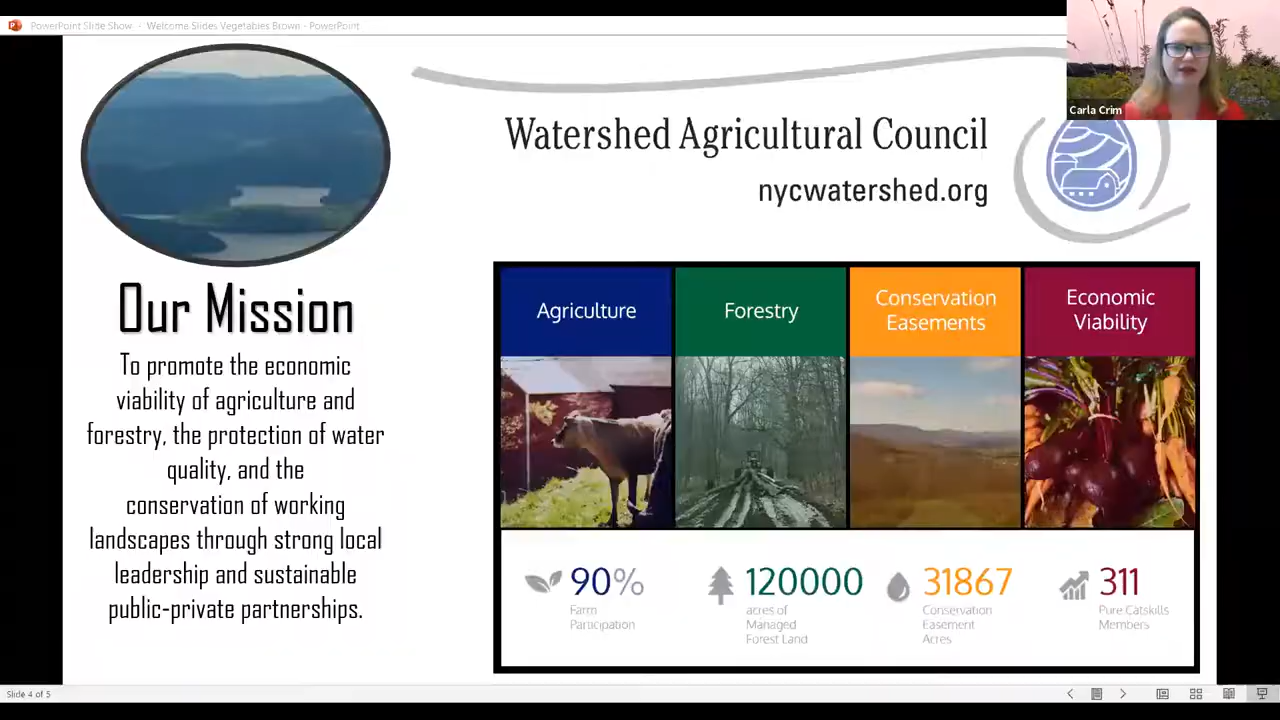 PowerPoint Slide Show - Welcome Slides Vegetables Brown - PowerPoint
Carla Crim
Watershed Agricultural Council
nycwatershed.org
Our Mission
To promote the economic
viability of agriculture and
forestry, the protection of water
quality, and the
conservation of working
landscapes through strong local
leadership and sustainable
public-private partnerships.
Agriculture
Forestry
Conservation
Easements
Economic
Viability
90%
Farm
Participation
120000
acres of
Managed
Forest Land
31867
Conservation
Easement
Acres
311
Pure Catskills
Members
Slide 4 of 5